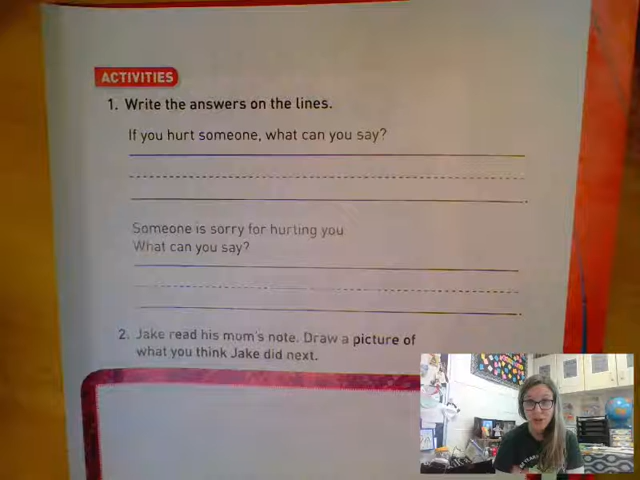 ACTIVITIES
1. Write the answers on the lines.
If you hurt someone, what can you say?
Someone is sorry for hurting you
What can you say?
2. Jake read his mom's note. Draw a picture of
what you think Jake did next.